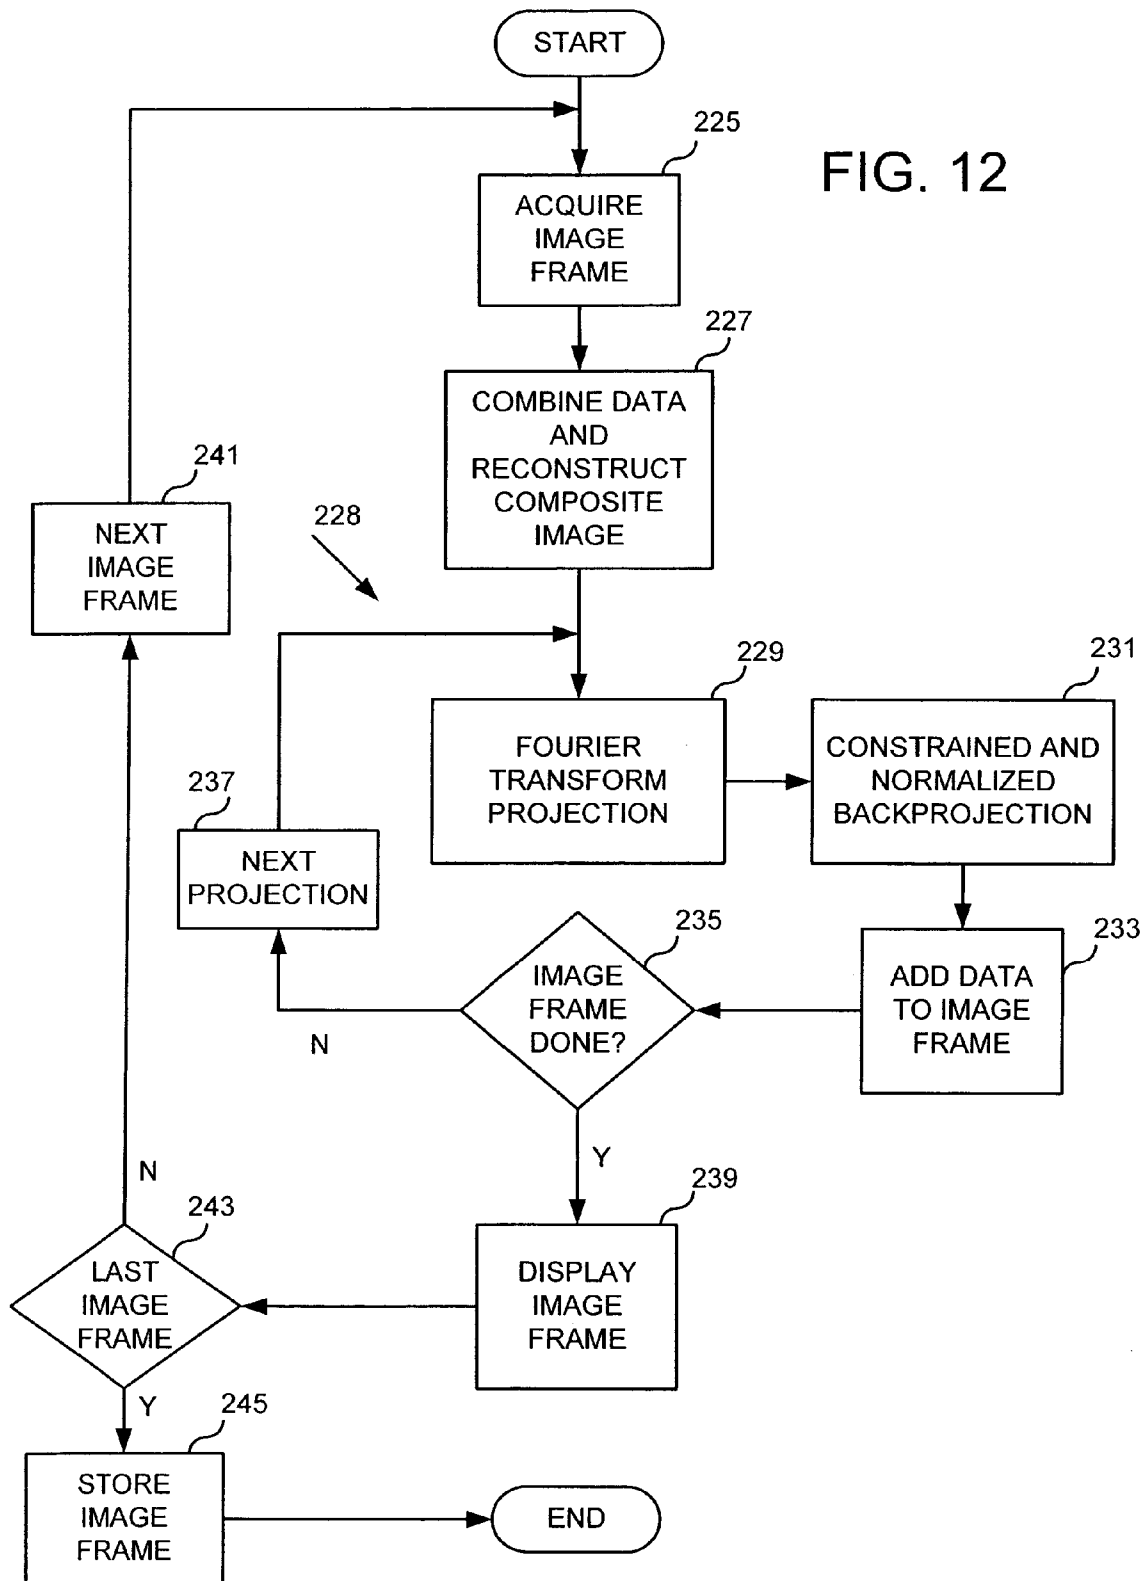 START
225
FIG. 12
ACQUIRE
IMAGE
FRAME
227
COMBINE DATA
AND
RECONSTRUCT
COMPOSITE
IMAGE
241
NEXT
IMAGE
FRAME
228
229
FOURIER
TRANSFORM
PROJECTION
231
CONSTRAINED AND
NORMALIZED
BACKPROJECTION
237
NEXT
PROJECTION
235
IMAGE
FRAME
DONE?
N
Y
233
ADD DATA
TO IMAGE
FRAME
239
DISPLAY
IMAGE
FRAME
N
243
LAST
IMAGE
FRAME
Y
245
STORE
IMAGE
FRAME
END